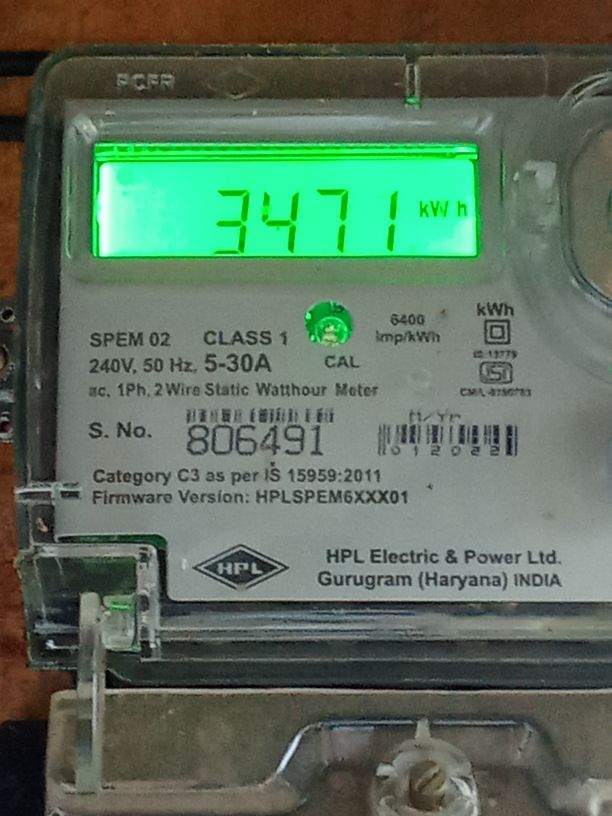 3471 kWh
SPEM 02 CLASS 1
240V, 50 Hz, 5-30A
CAL
6400
Imp/kWh
kWh
ac, 1Ph, 2 Wire Static Watthour Meter
S. No. 806491
M/Yr
012022
Category C3 as per IS 15959:2011
Firmware Version: HPLSPEM6XXX01
HPL
HPL Electric & Power Ltd.
Gurugram (Haryana) INDIA